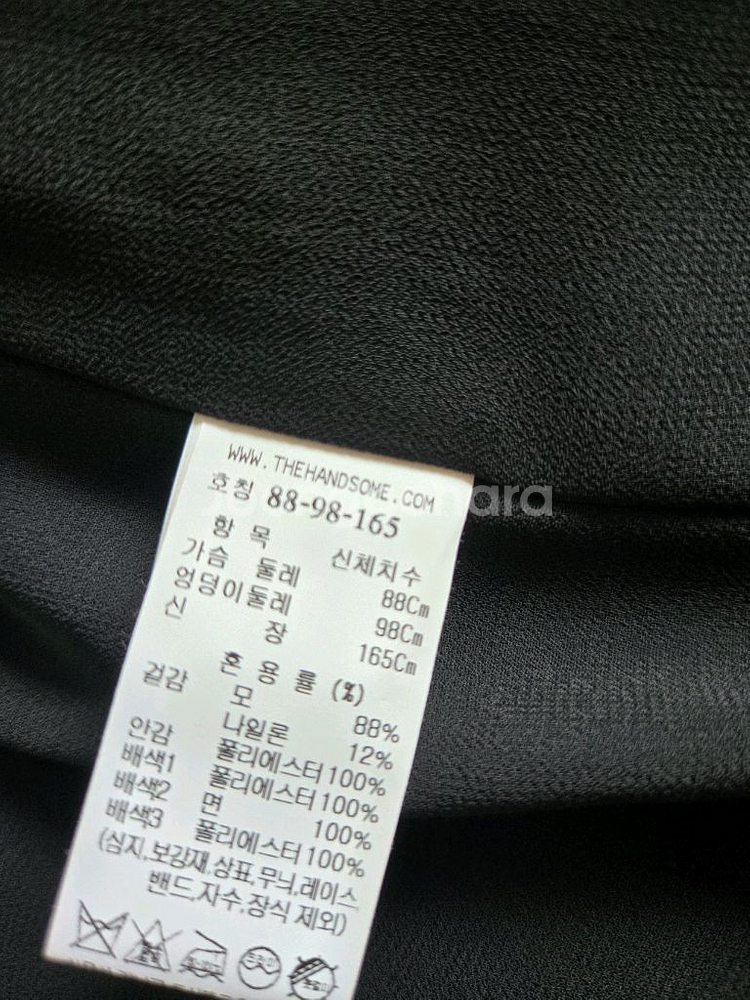 WWW.THEHANDSOME.COM
호칭 88-98-165
항 목 신체치수
가슴 둘레 88Cm
엉덩이둘레 98Cm
신 장 165Cm
혼 용 률 (%)
겉감 모 88%
나일론 12%
안감 폴리에스터 100%
배색1 폴리에스터 100%
배색2 면 100%
배색3 폴리에스터 100%
(심지,보강재,상표,무늬,레이스,
밴드,자수,장식 제외)